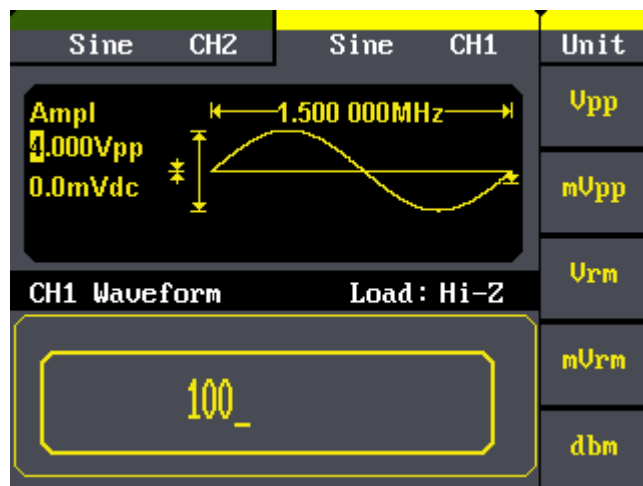 Sine CH2 Sine CH1 Unit
Ampl 1.500 000MHz
4.000Vpp
0.0mVdc
CH1 Waveform Load: Hi-Z
100_
Vpp
mVpp
Vrm
mVrm
dbm